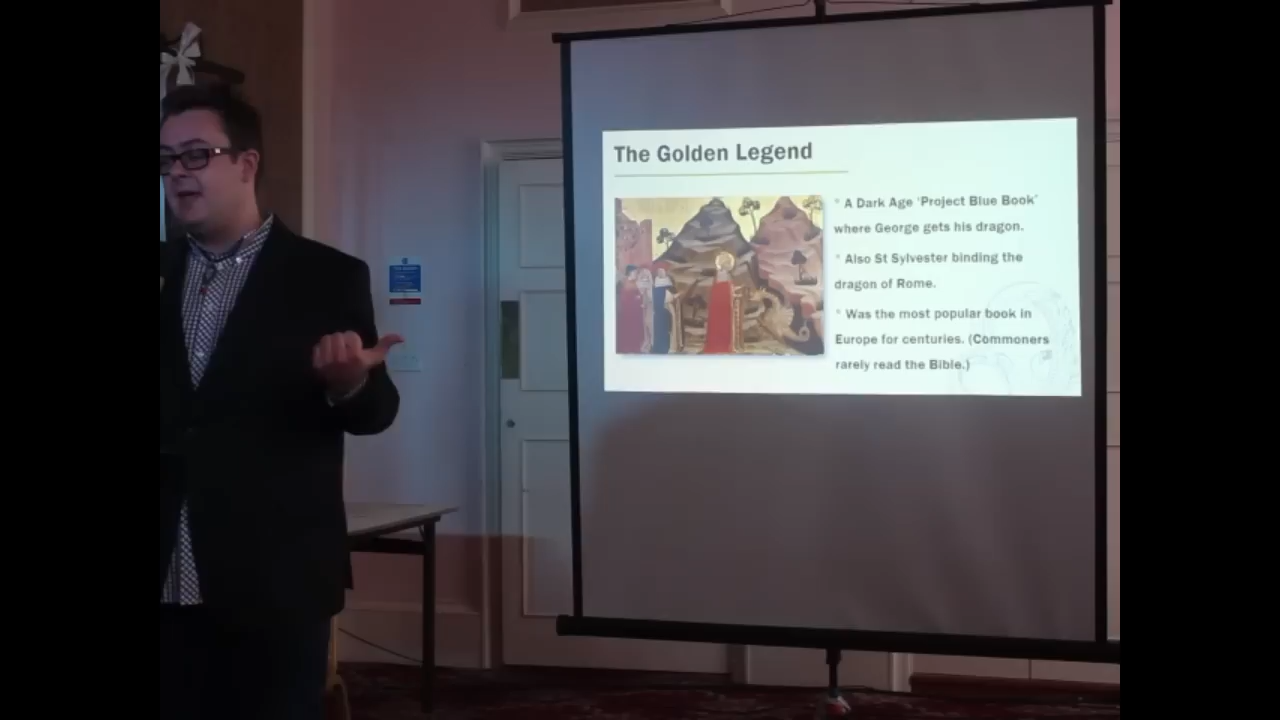 The Golden Legend
* A Dark Age ‘Project Blue Book’
where George gets his dragon.
* Also St Sylvester binding the
dragon of Rome.
* Was the most popular book in
Europe for centuries. (Commoners
rarely read the Bible.)